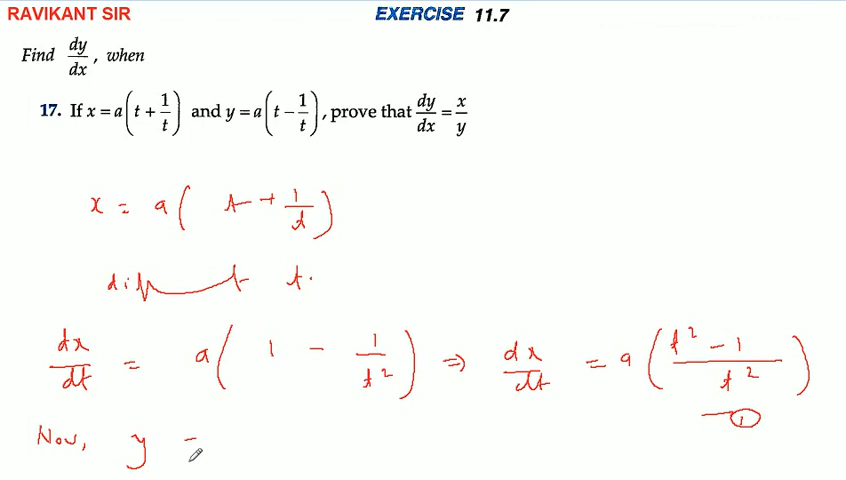 RAVIKANT SIR EXERCISE 11.7
Find dy/dx, when
17. If x = a(t + 1/t) and y = a(t − 1/t), prove that dy/dx = x/y
x = a( t + 1/t )
diff t t.
dx/dt = a( 1 − 1/t² ) ⇒ dx/dt = a( t² − 1 / t² )
— ①
Now, y =